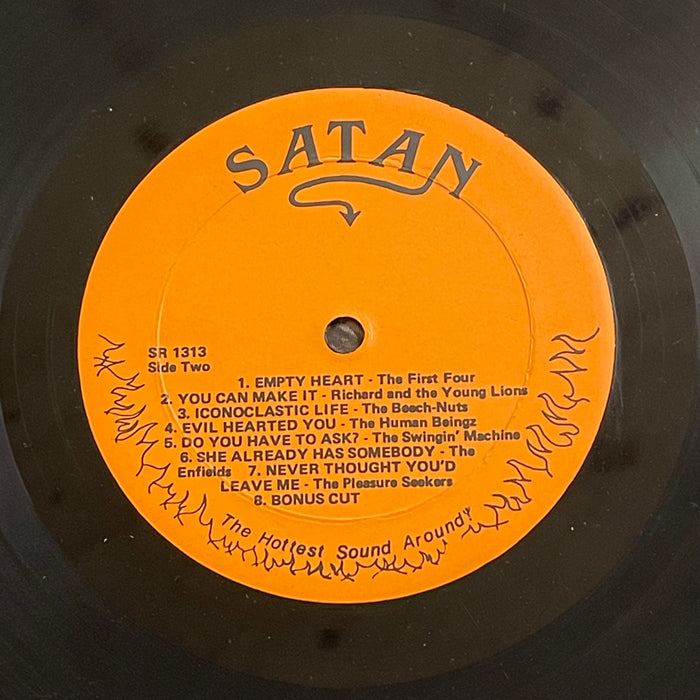 SATAN
SR 1313
Side Two
1. EMPTY HEART - The First Four
2. YOU CAN MAKE IT - Richard and the Young Lions
3. ICONOCLASTIC LIFE - The Beech-Nuts
4. EVIL HEARTED YOU - The Human Beingz
5. DO YOU HAVE TO ASK? - The Swingin' Machine
6. SHE ALREADY HAS SOMEBODY - The
Enfields 7. NEVER THOUGHT YOU'D
LEAVE ME - The Pleasure Seekers
8. BONUS CUT
The Hottest Sound Around